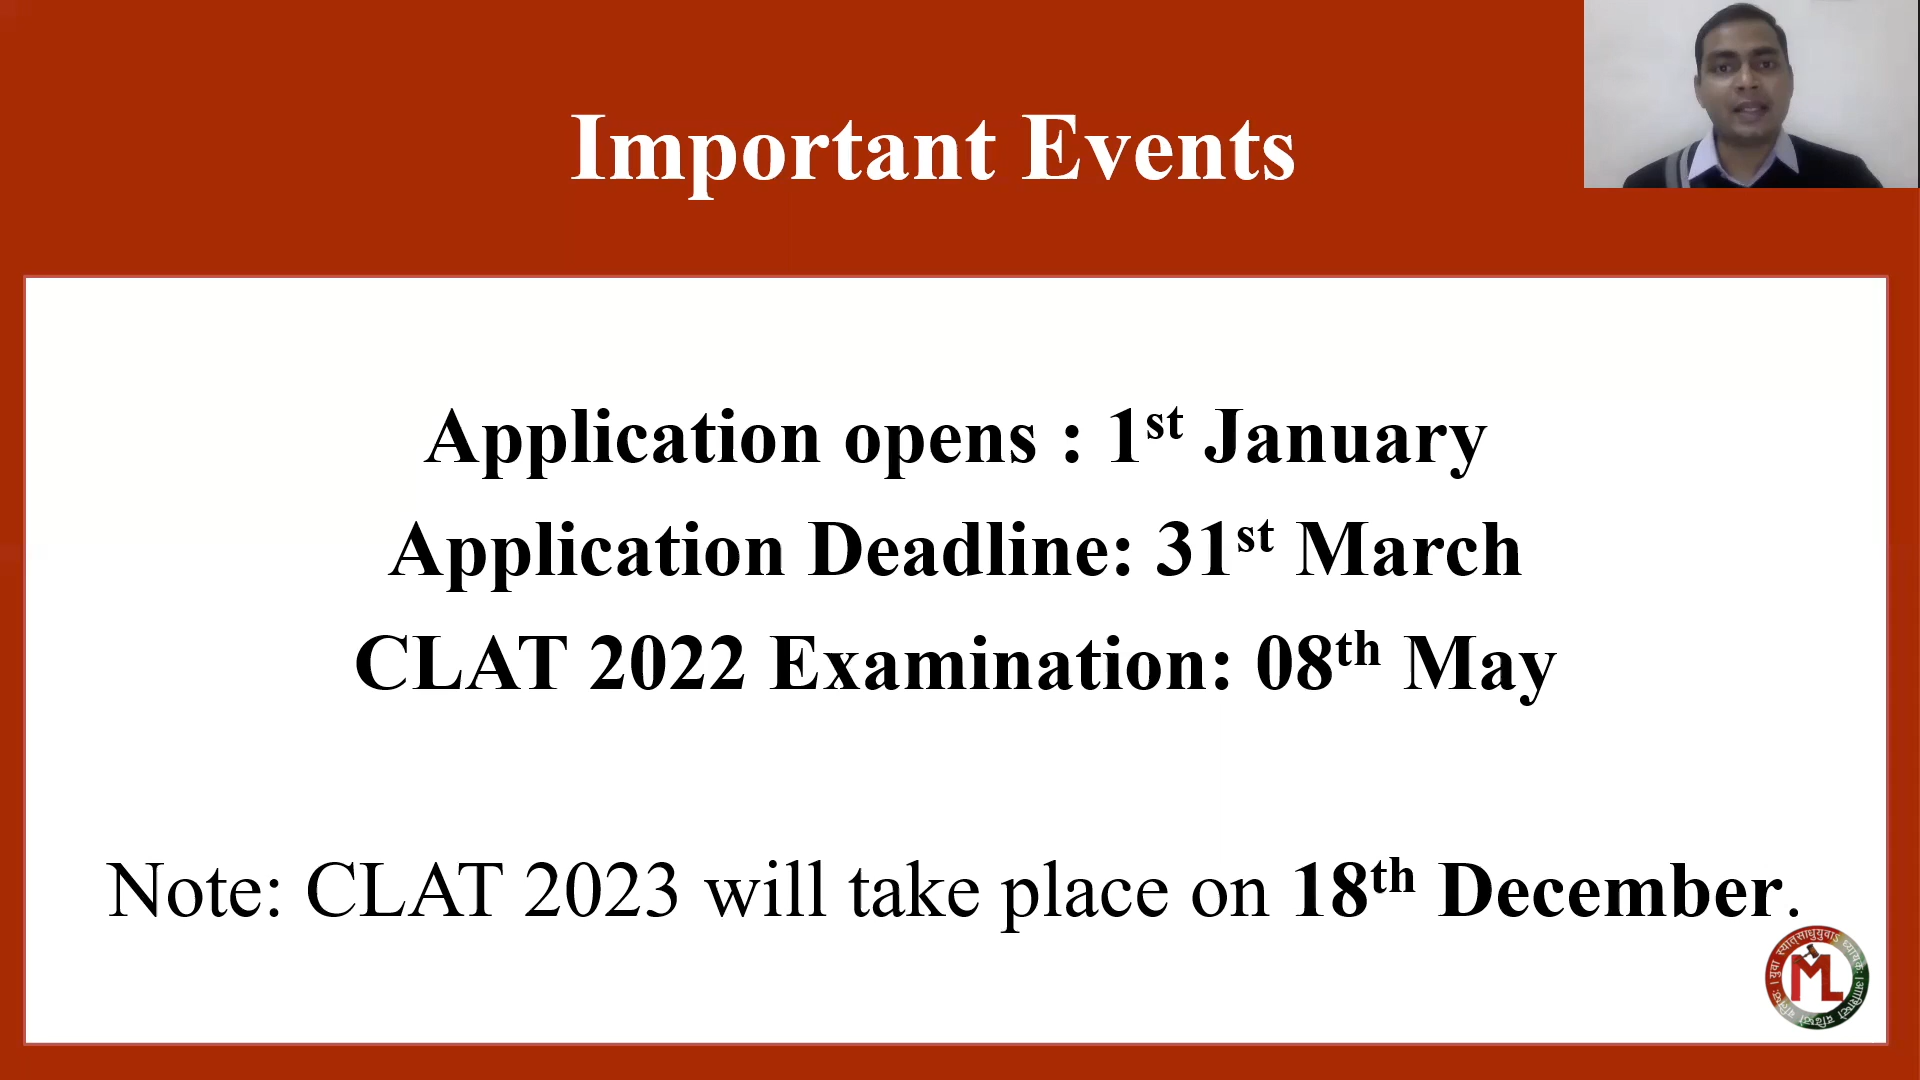 Important Events
Application opens : 1st January
Application Deadline: 31st March
CLAT 2022 Examination: 08th May
Note: CLAT 2023 will take place on 18th December.
ML